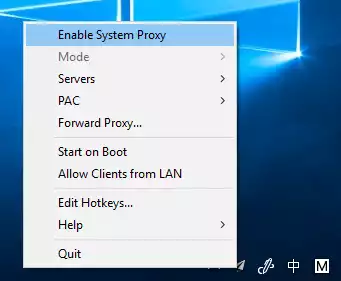 Enable System Proxy
Mode
Servers
PAC
Forward Proxy...
Start on Boot
Allow Clients from LAN
Edit Hotkeys...
Help
Quit
中 M